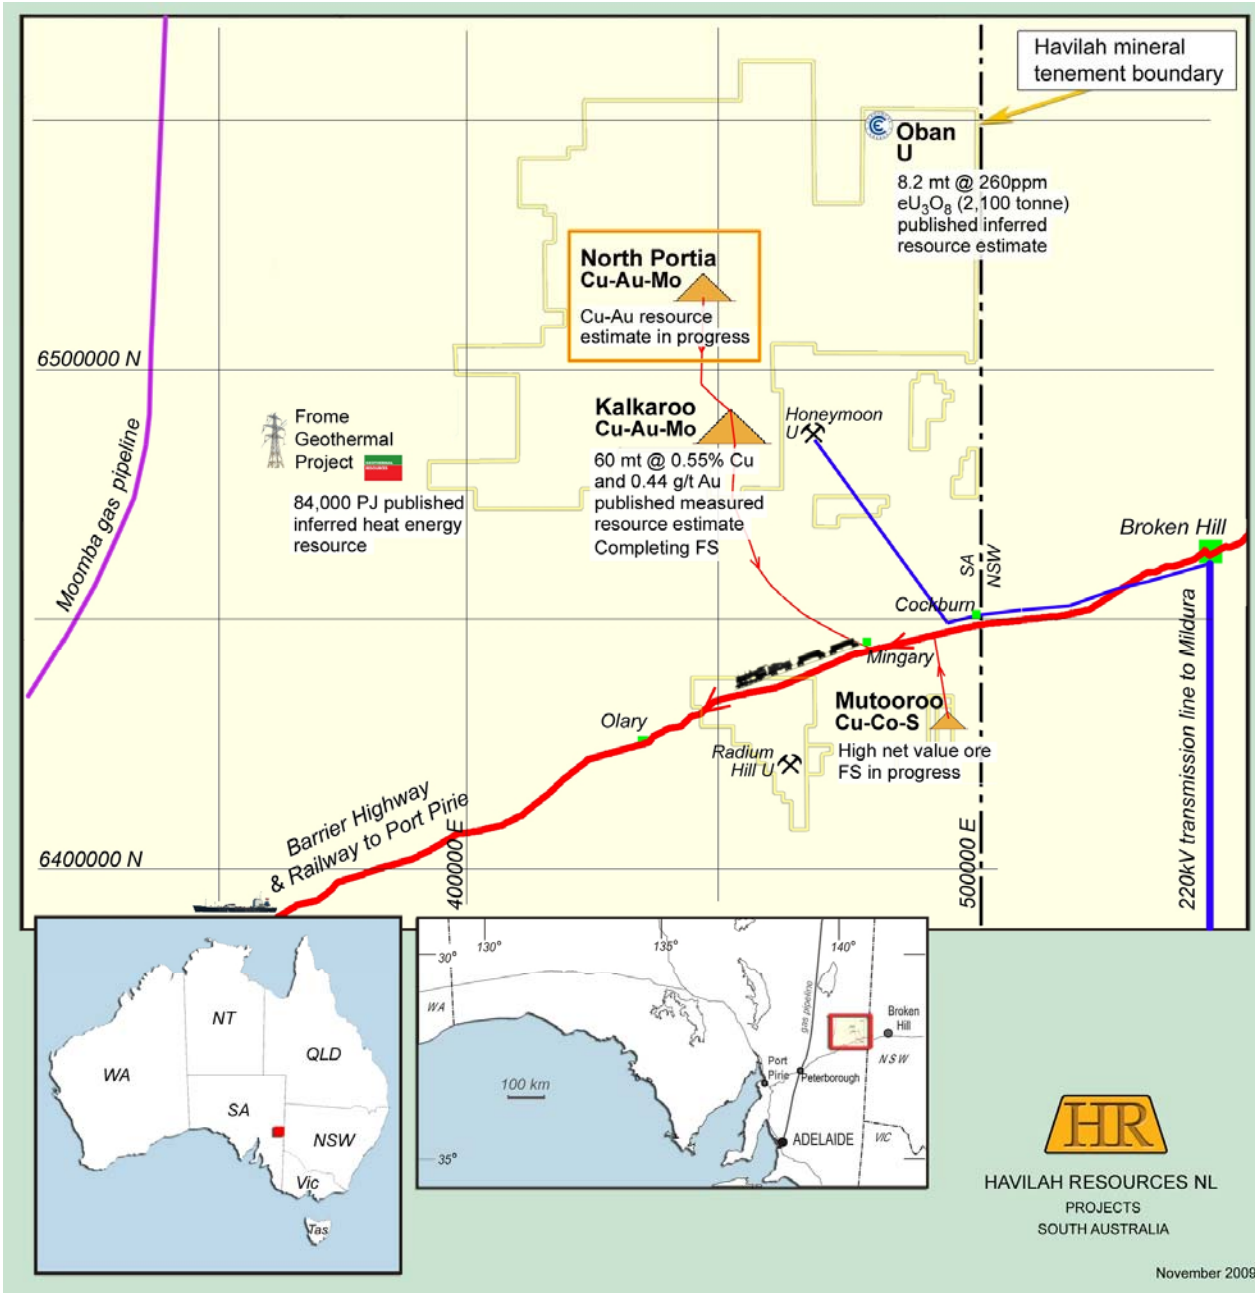 Havilah mineral
tenement boundary
Oban
U
8.2 mt @ 260ppm
eU3O8 (2,100 tonne)
published inferred
resource estimate
North Portia
Cu-Au-Mo
Cu-Au resource
estimate in progress
6500000 N
Moomba gas pipeline
Frome
Geothermal
Project
84,000 PJ published
inferred heat energy
resource
Kalkaroo
Cu-Au-Mo
60 mt @ 0.55% Cu
and 0.44 g/t Au
published measured
resource estimate
Completing FS
Honeymoon
U
Broken Hill
SA
NSW
Cockburn
Mingary
220kV transmission line to Mildura
Mutooroo
Cu-Co-S
High net value ore
FS in progress
Olary
Radium
Hill U
Barrier Highway
& Railway to Port Pirie
6400000 N
400000 E
500000 E
WA
NT
QLD
SA
NSW
Vic
Tas
130°
135°
140°
30°
WA
gas pipeline
Broken
Hill
NSW
Port
Pirie
Peterborough
100 km
ADELAIDE
VIC
35°
HR
HAVILAH RESOURCES NL
PROJECTS
SOUTH AUSTRALIA
November 2009